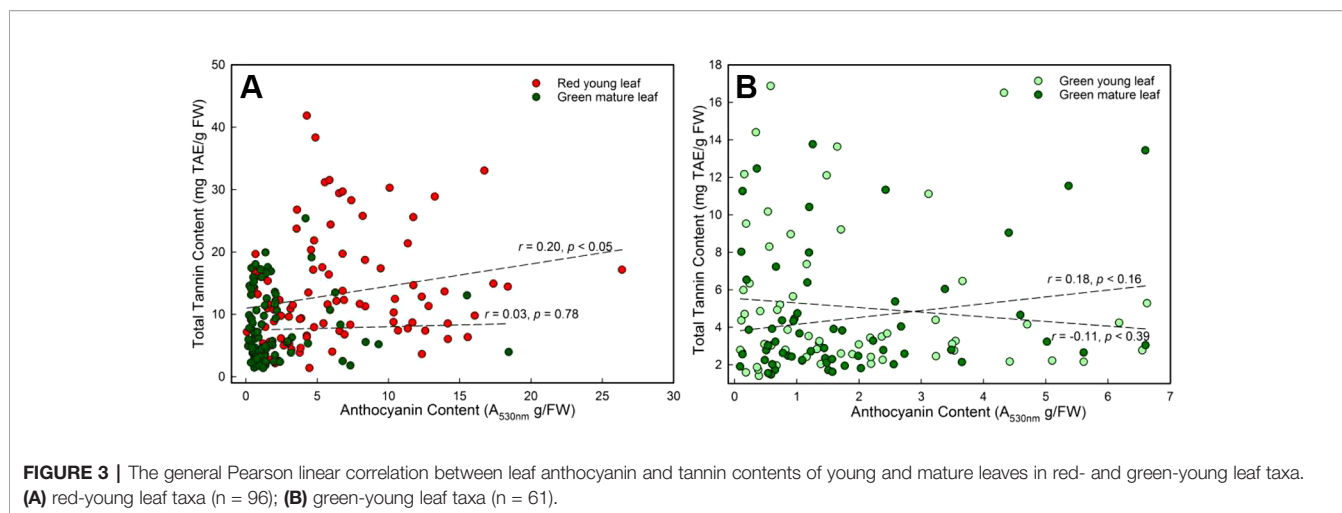 A
Red young leaf
Green mature leaf
Total Tannin Content (mg TAE/g FW)
50
40
30
20
10
0
r = 0.20, p < 0.05
r = 0.03, p = 0.78
0 5 10 15 20 25 30
Anthocyanin Content (A530nm g/FW)
B
Green young leaf
Green mature leaf
Total Tannin Content (mg TAE/g FW)
18
16
14
12
10
8
6
4
2
r = 0.18, p < 0.16
r = -0.11, p < 0.39
0 1 2 3 4 5 6 7
Anthocyanin Content (A530nm g/FW)
FIGURE 3 | The general Pearson linear correlation between leaf anthocyanin and tannin contents of young and mature leaves in red- and green-young leaf taxa.
(A) red-young leaf taxa (n = 96); (B) green-young leaf taxa (n = 61).